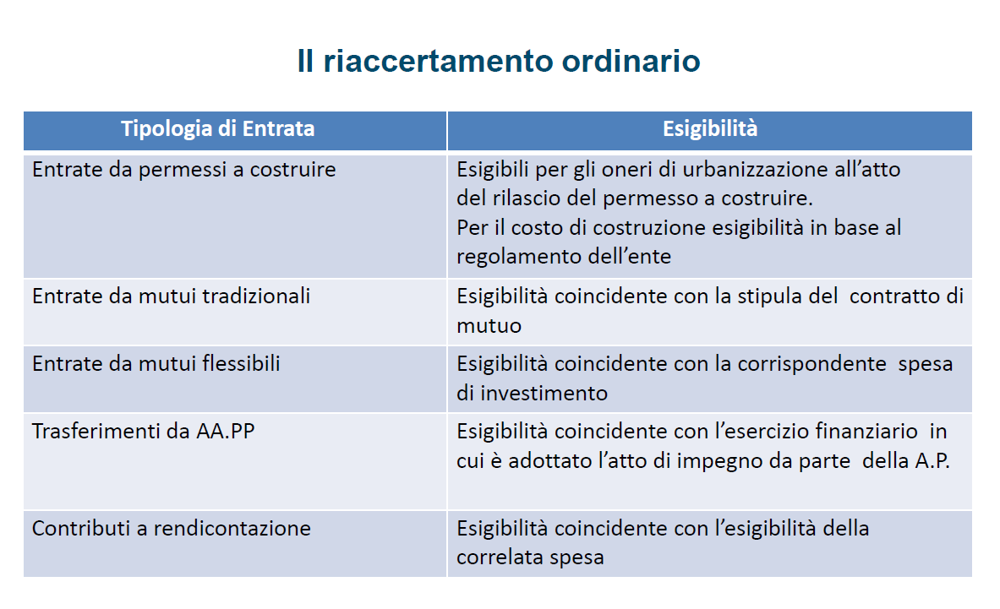 Il riaccertamento ordinario
Tipologia di Entrata
Esigibilità
Entrate da permessi a costruire
Esigibili per gli oneri di urbanizzazione all’atto
del rilascio del permesso a costruire.
Per il costo di costruzione esigibilità in base al
regolamento dell’ente
Entrate da mutui tradizionali
Esigibilità coincidente con la stipula del  contratto di
mutuo
Entrate da mutui flessibili
Esigibilità coincidente con la corrispondente  spesa
di investimento
Trasferimenti da AA.PP
Esigibilità coincidente con l’esercizio finanziario  in
cui è adottato l’atto di impegno da parte  della A.P.
Contributi a rendicontazione
Esigibilità coincidente con l’esigibilità della
correlata spesa